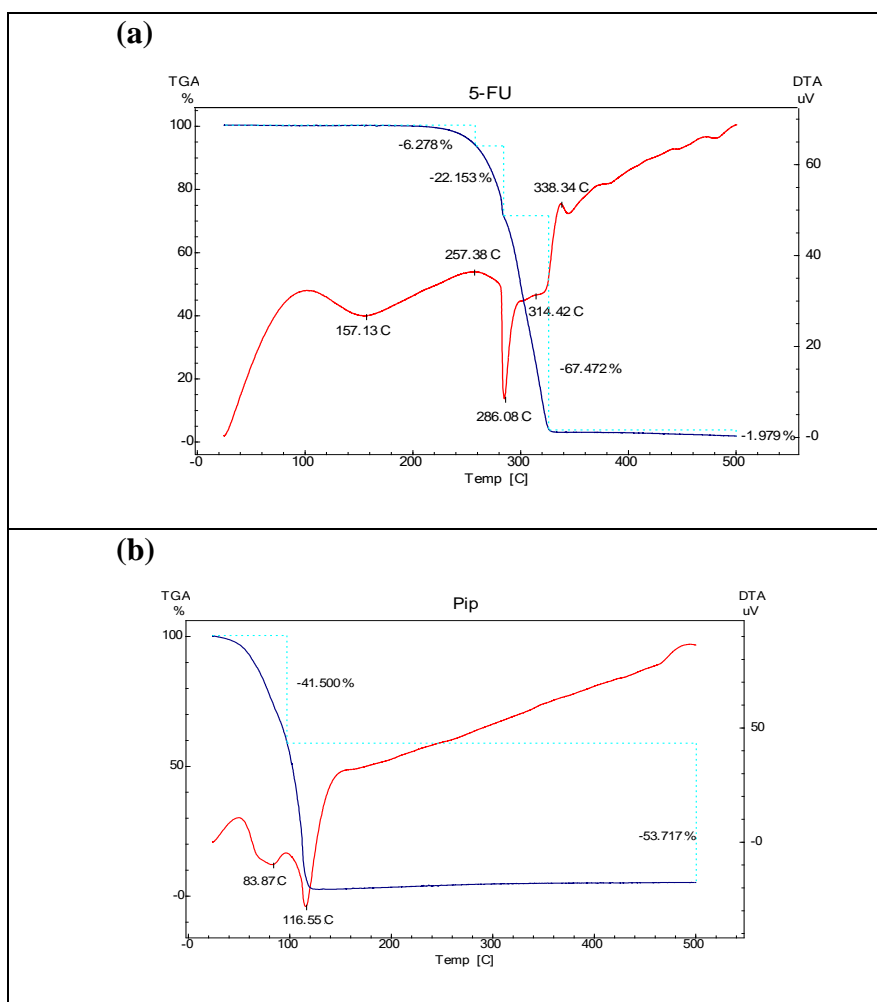 (a)
TGA
%
5-FU
DTA
uV
100
-6.278 %
60
-22.153 %
338.34 C
80
257.38 C
60
40
40
157.13 C
314.42 C
20
-67.472 %
20
286.08 C
-0
-1.979 %
-0
-0
200
300
400
500
Temp [C]
(b)
TGA
%
Pip
DTA
uV
100
-41.500 %
50
50
-53.717 %
-0
83.87 C
-0
116.55 C
-0
100
200
300
400
500
Temp [C]